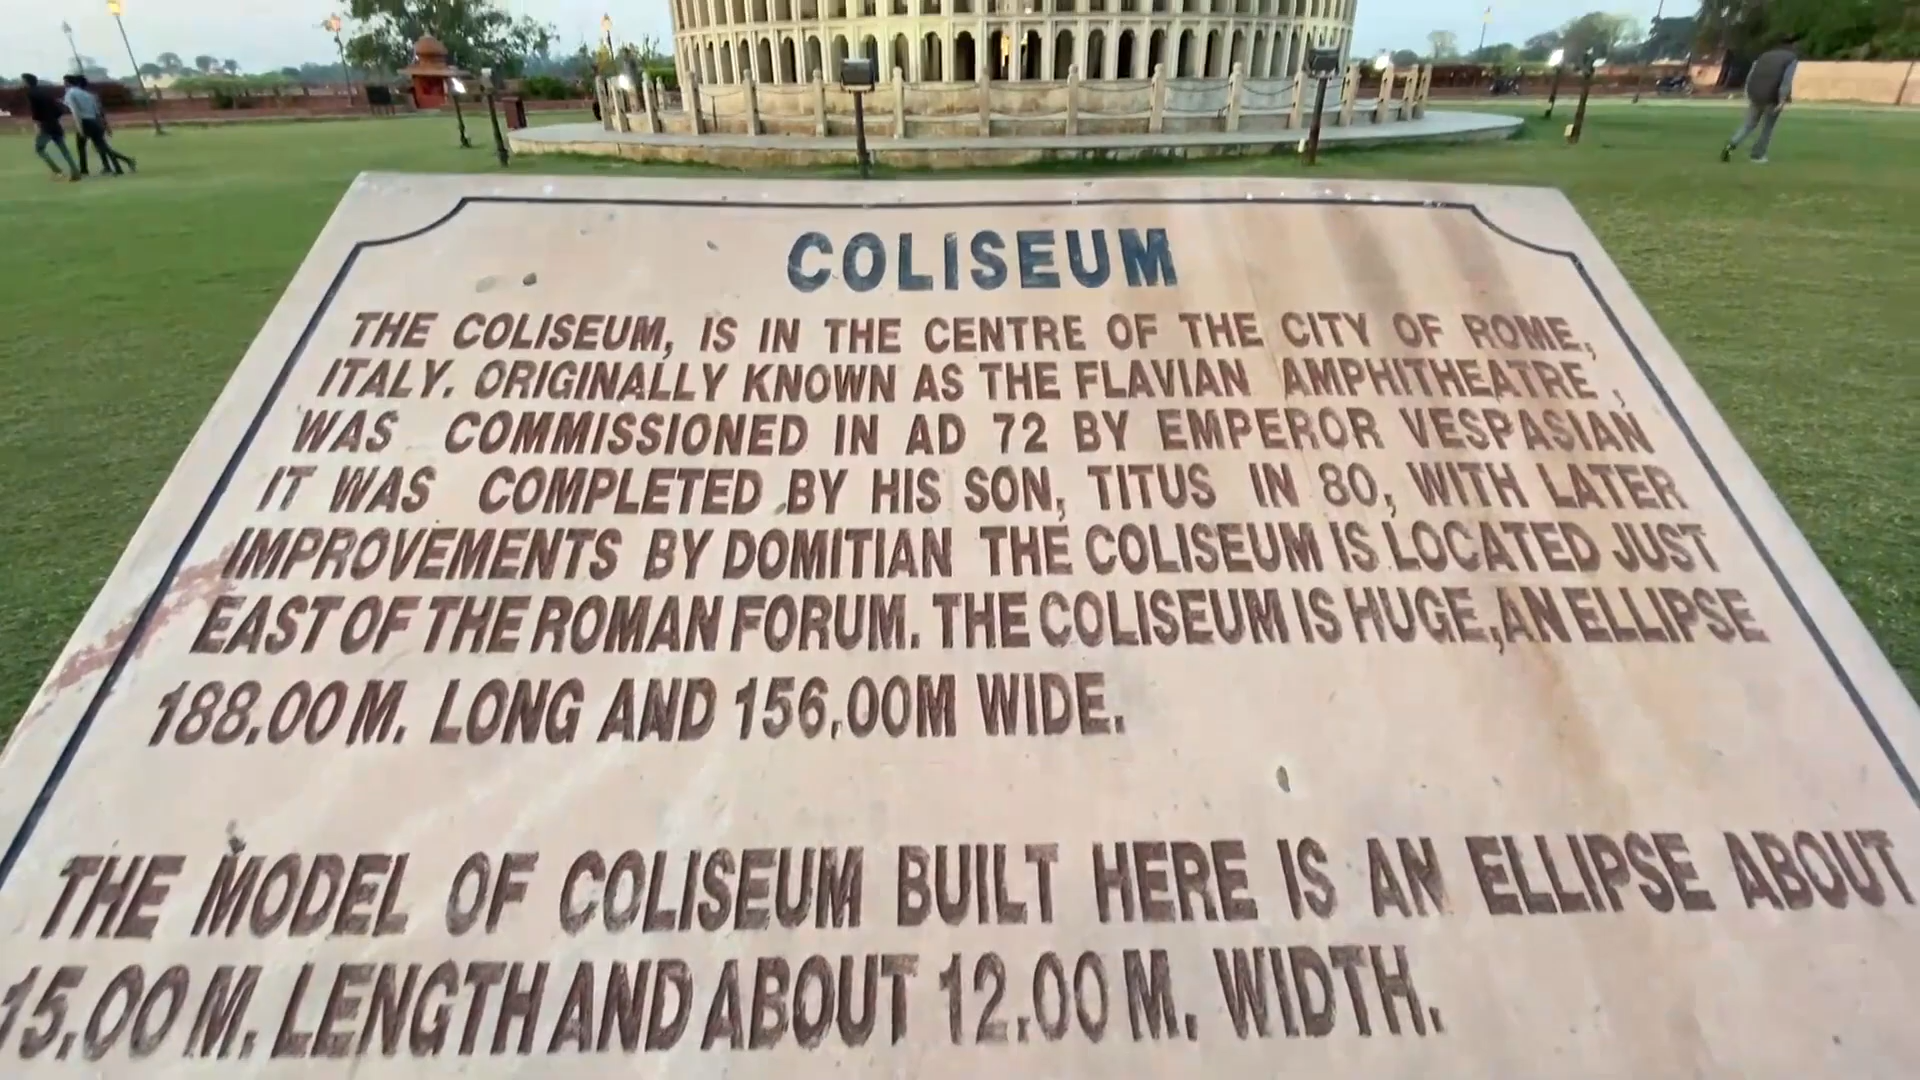 COLISEUM
THE COLISEUM, IS IN THE CENTRE OF THE CITY OF ROME,
ITALY. ORIGINALLY KNOWN AS THE FLAVIAN AMPHITHEATRE,
WAS COMMISSIONED IN AD 72 BY EMPEROR VESPASIAN
IT WAS COMPLETED BY HIS SON, TITUS IN 80, WITH LATER
IMPROVEMENTS BY DOMITIAN THE COLISEUM IS LOCATED JUST
EAST OF THE ROMAN FORUM. THE COLISEUM IS HUGE,AN ELLIPSE
188.00 M. LONG AND 156.00M WIDE.
THE MODEL OF COLISEUM BUILT HERE IS AN ELLIPSE ABOUT
15.00 M. LENGTH AND ABOUT 12.00 M. WIDTH.